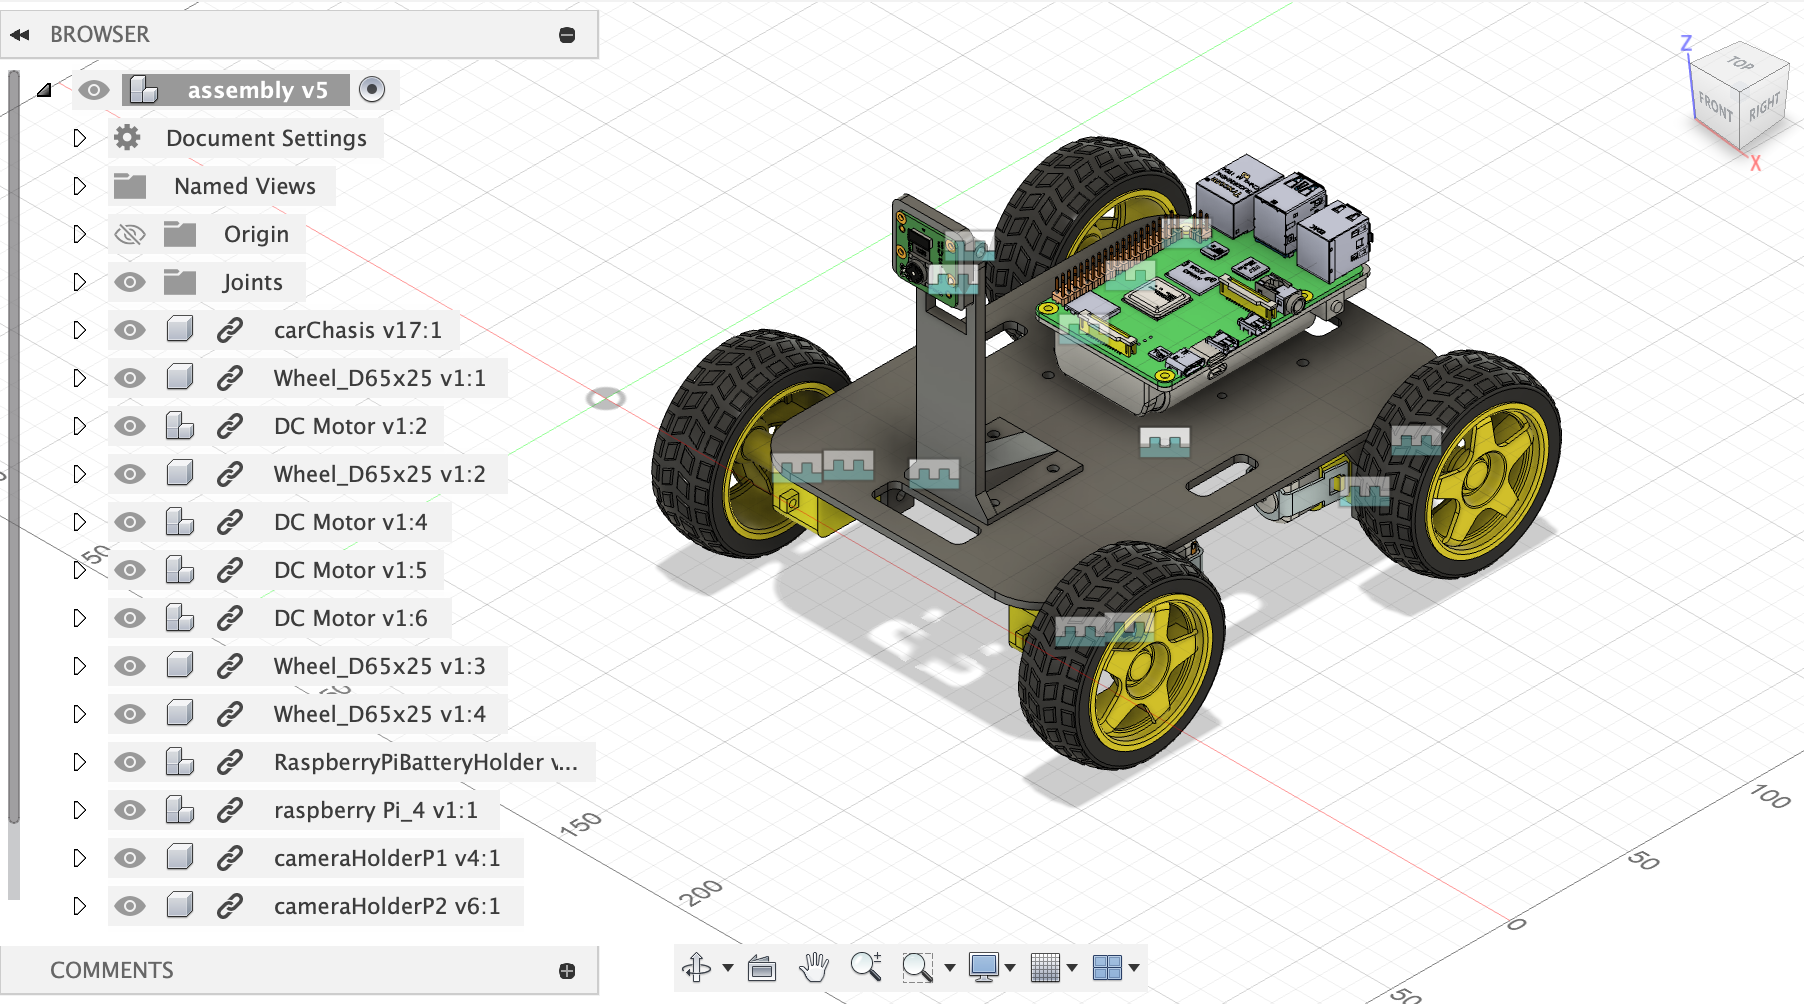 BROWSER
assembly v5
Document Settings
Named Views
Origin
Joints
carChasis v17:1
Wheel_D65x25 v1:1
DC Motor v1:2
Wheel_D65x25 v1:2
DC Motor v1:4
DC Motor v1:5
DC Motor v1:6
Wheel_D65x25 v1:3
Wheel_D65x25 v1:4
RaspberryPiBatteryHolder v...
raspberry Pi_4 v1:1
cameraHolderP1 v4:1
cameraHolderP2 v6:1
COMMENTS
Z
TOP
FRONT
RIGHT
X
50
150
200
100
50
0
50